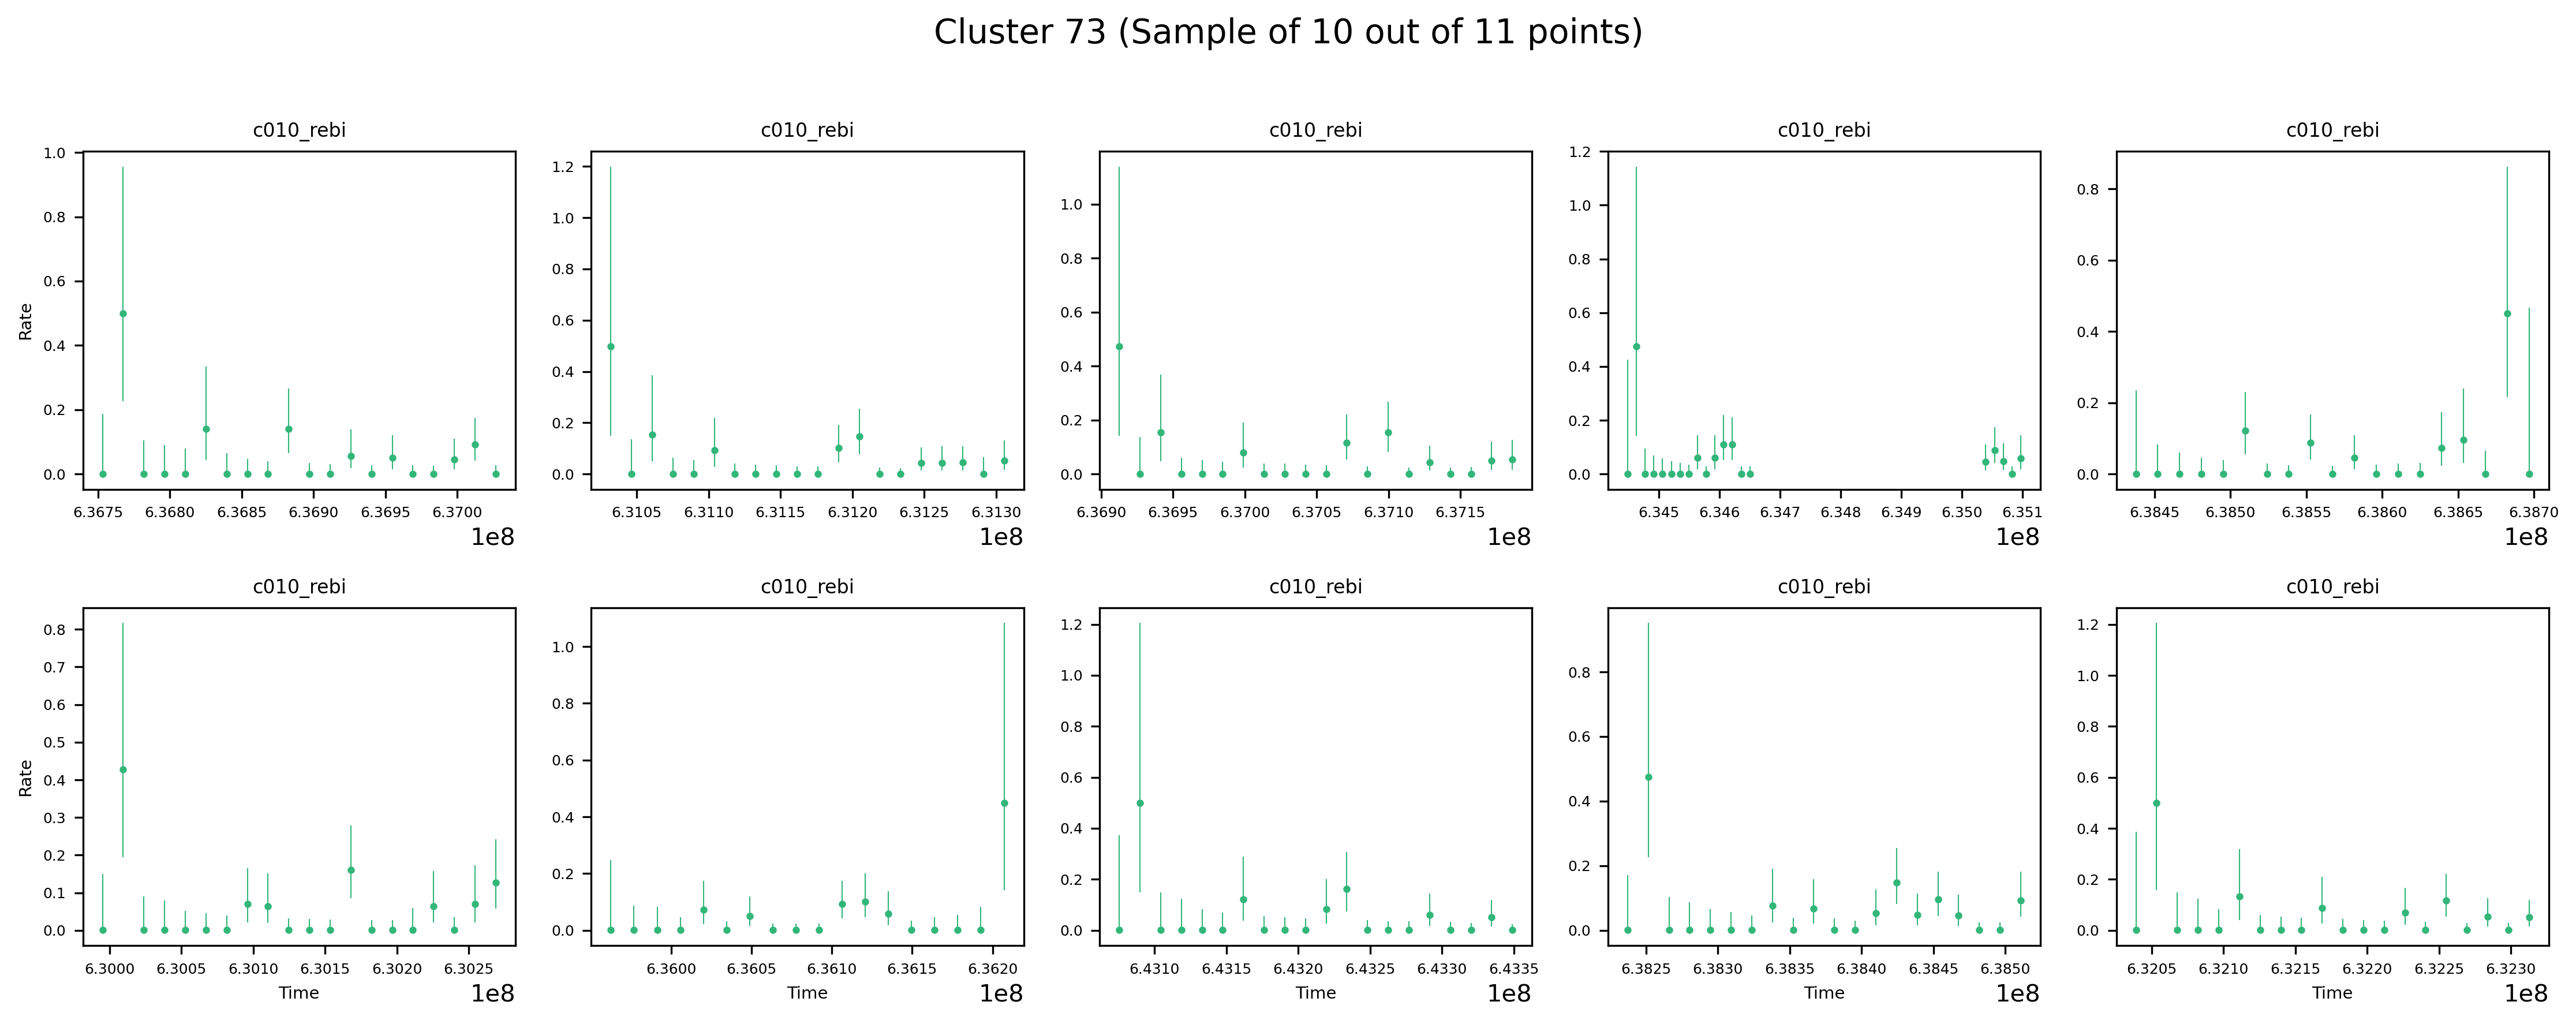 Cluster 73 (Sample of 10 out of 11 points)
c010_rebi c010_rebi c010_rebi c010_rebi c010_rebi
Rate
1.0 0.8 0.6 0.4 0.2 0.0
6.3675 6.3680 6.3685 6.3690 6.3695 6.3700
1e8
1.2 1.0 0.8 0.6 0.4 0.2 0.0
6.3105 6.3110 6.3115 6.3120 6.3125 6.3130
1e8
1.0 0.8 0.6 0.4 0.2 0.0
6.3690 6.3695 6.3700 6.3705 6.3710 6.3715
1e8
1.2 1.0 0.8 0.6 0.4 0.2 0.0
6.345 6.346 6.347 6.348 6.349 6.350 6.351
1e8
0.8 0.6 0.4 0.2 0.0
6.3845 6.3850 6.3855 6.3860 6.3865 6.3870
1e8
c010_rebi c010_rebi c010_rebi c010_rebi c010_rebi
Rate
0.8 0.7 0.6 0.5 0.4 0.3 0.2 0.1 0.0
6.3000 6.3005 6.3010 6.3015 6.3020 6.3025
Time 1e8
1.0 0.8 0.6 0.4 0.2 0.0
6.3600 6.3605 6.3610 6.3615 6.3620
Time 1e8
1.2 1.0 0.8 0.6 0.4 0.2 0.0
6.4310 6.4315 6.4320 6.4325 6.4330 6.4335
Time 1e8
0.8 0.6 0.4 0.2 0.0
6.3825 6.3830 6.3835 6.3840 6.3845 6.3850
Time 1e8
1.2 1.0 0.8 0.6 0.4 0.2 0.0
6.3205 6.3210 6.3215 6.3220 6.3225 6.3230
Time 1e8